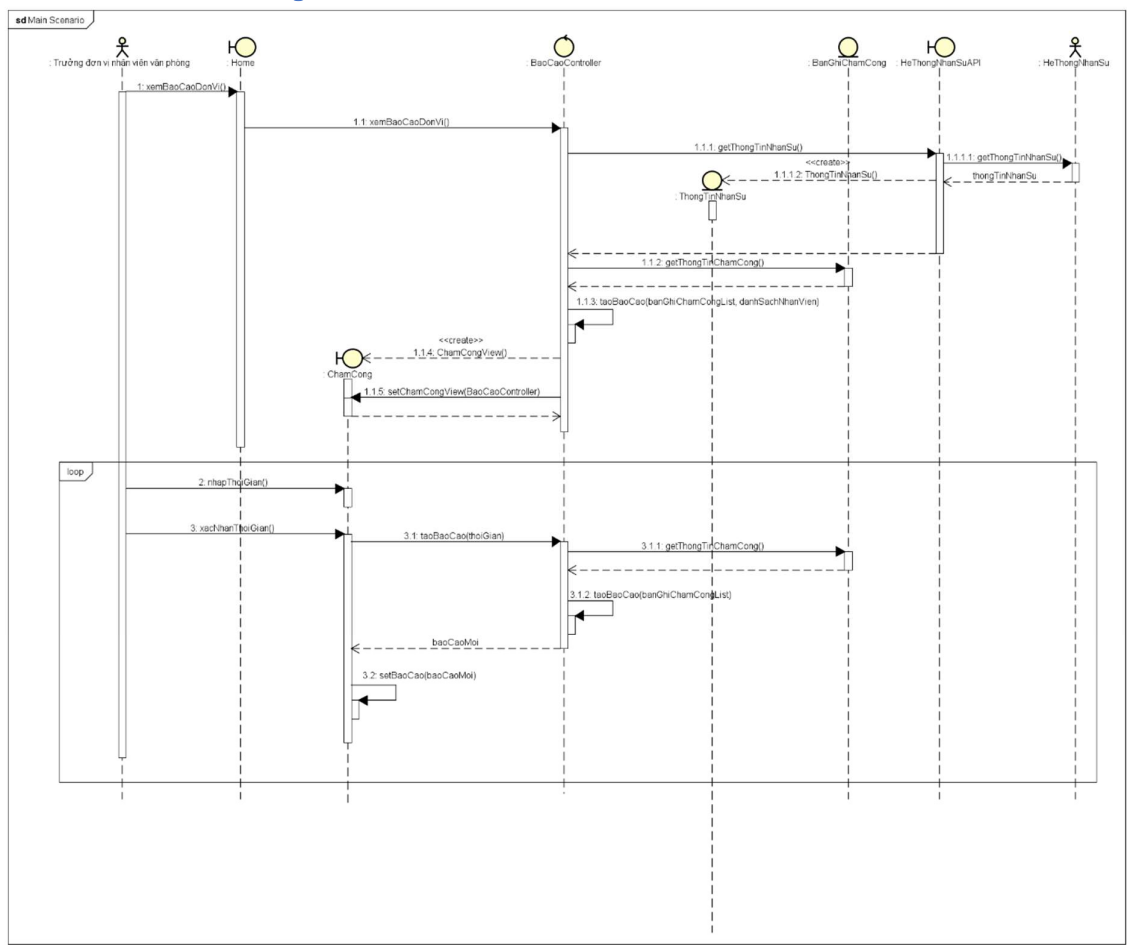 sd Main Scenario
: Trưởng đơn vị nhân viên văn phòng
: Home
: BaoCaoController
: BanGhiChamCong
: HeThongNhanSuAPI
: HeThongNhanSu
1: xemBaoCaoDonVi()
1.1: xemBaoCaoDonVi()
1.1.1: getThongTinNhanSu()
1.1.1.1: getThongTinNhanSu()
<<create>>
1.1.1.2: ThongTinNhanSu()
thongTinNhanSu
: ThongTinNhanSu
1.1.2: getThongTinChamCong()
1.1.3: taoBaoCao(banGhiChamCongList, danhSachNhanVien)
<<create>>
1.1.4: ChamCongView()
: ChamCong
1.1.5: setChamCongView(BaoCaoController)
loop
2: nhapThoiGian()
3: xacNhanThoiGian()
3.1: taoBaoCao(thoiGian)
3.1.1: getThongTinChamCong()
3.1.2: taoBaoCao(banGhiChamCongList)
baoCaoMoi
3.2: setBaoCao(baoCaoMoi)